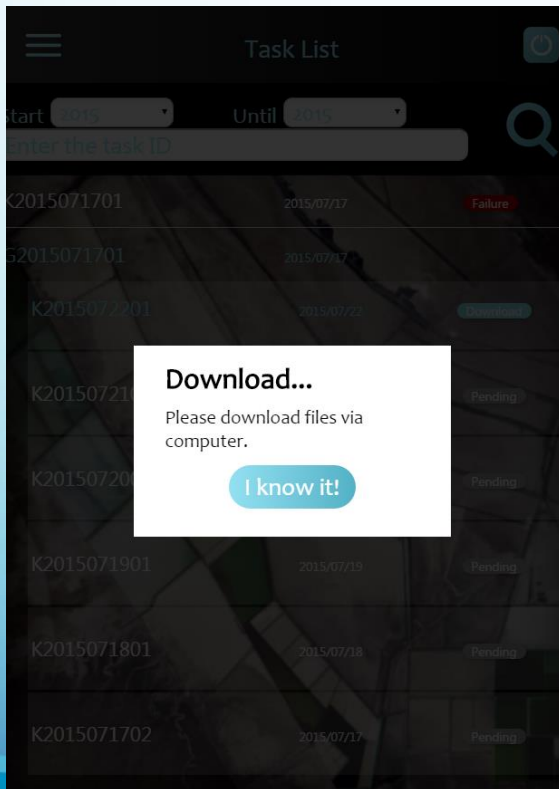 Task List
Start 2015 Until 2015
Enter the task ID
K2015071701 2015/07/17 Failure
G2015071701 2015/07/17
K2015072201 2015/07/22 Download
Download...
K201507210 Pending
Please download files via
computer.
K201507200 Pending
I know it!
K2015071901 2015/07/19 Pending
K2015071801 2015/07/18 Pending
K2015071702 2015/07/17 Pending